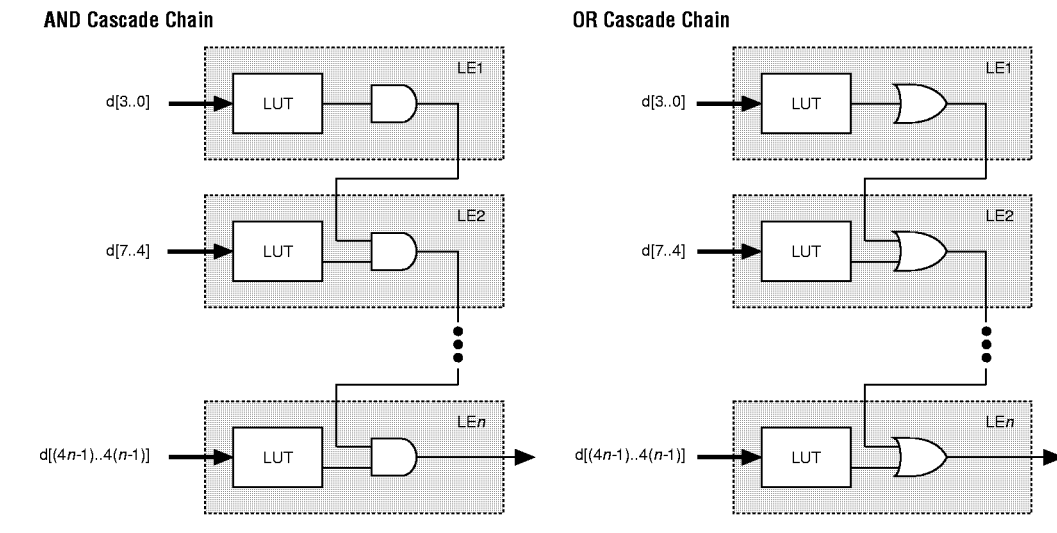 AND Cascade Chain
LE1
d[3..0]
LUT
LE2
d[7..4]
LUT
LEn
d[(4n-1)..4(n-1)]
LUT
OR Cascade Chain
LE1
d[3..0]
LUT
LE2
d[7..4]
LUT
LEn
d[(4n-1)..4(n-1)]
LUT